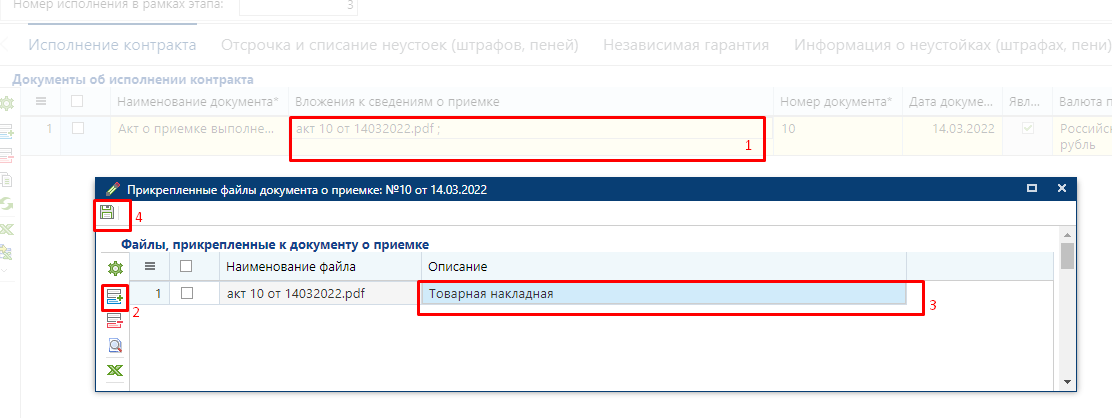 Номер исполнения в рамках этапа: 3
Исполнение контракта Отсрочка и списание неустоек (штрафов, пеней) Независимая гарантия Информация о неустойках (штрафах, пени)
Документы об исполнении контракта
Наименование документа* Вложения к сведениям о приемке Номер документа* Дата докуме... Явл... Валюта п
1 Акт о приемке выполне... акт 10 от 14032022.pdf ; 10 14.03.2022 Российс
рубль
1
Прикрепленные файлы документа о приемке: №10 от 14.03.2022
4
Файлы, прикрепленные к документу о приемке
Наименование файла Описание
1 акт 10 от 14032022.pdf Товарная накладная
3
2